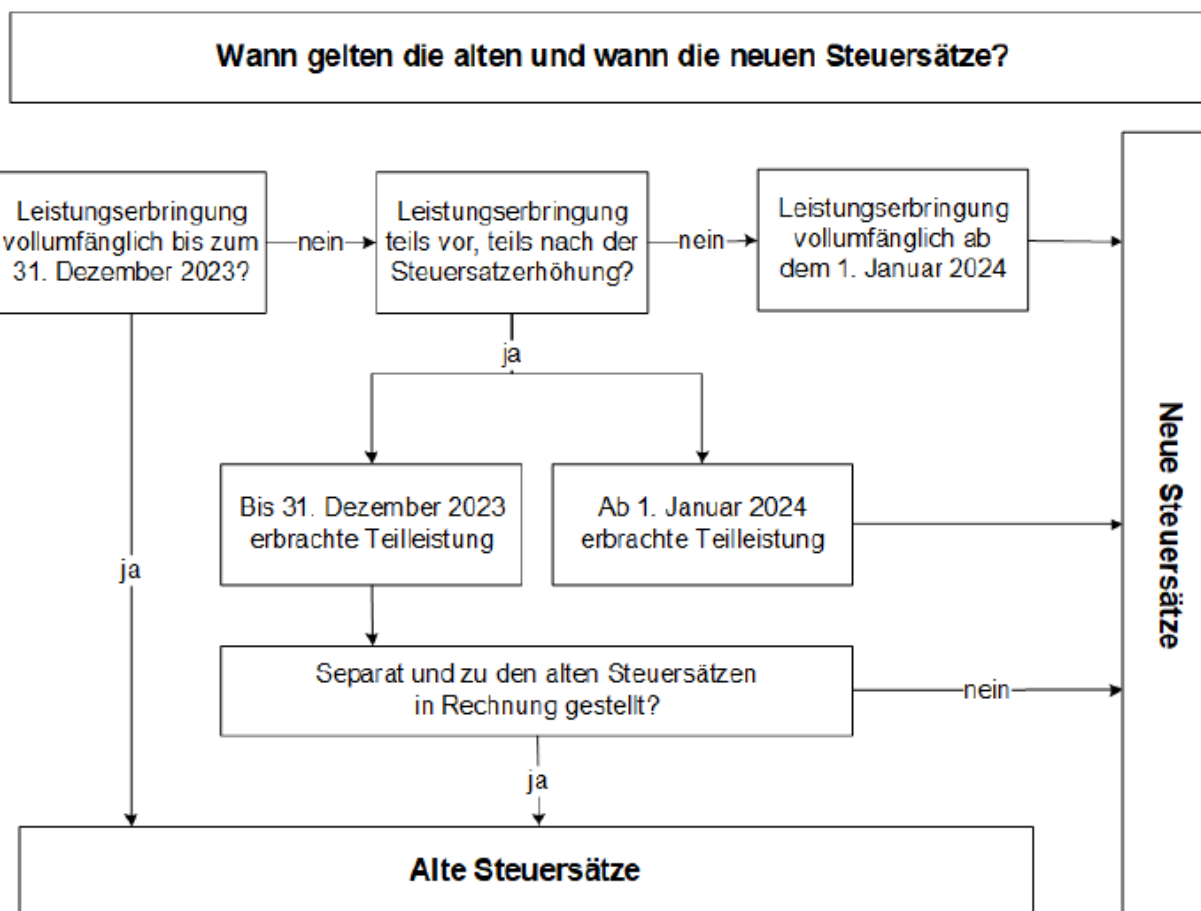 Wann gelten die alten und wann die neuen Steuersätze?
Leistungserbringung
vollumfänglich bis zum
31. Dezember 2023?
nein
Leistungserbringung
teils vor, teils nach der
Steuersatzerhöhung?
nein
Leistungserbringung
vollumfänglich ab
dem 1. Januar 2024
ja
Bis 31. Dezember 2023
erbrachte Teilleistung
Ab 1. Januar 2024
erbrachte Teilleistung
ja
Separat und zu den alten Steuersätzen
in Rechnung gestellt?
nein
ja
Alte Steuersätze
Neue Steuersätze